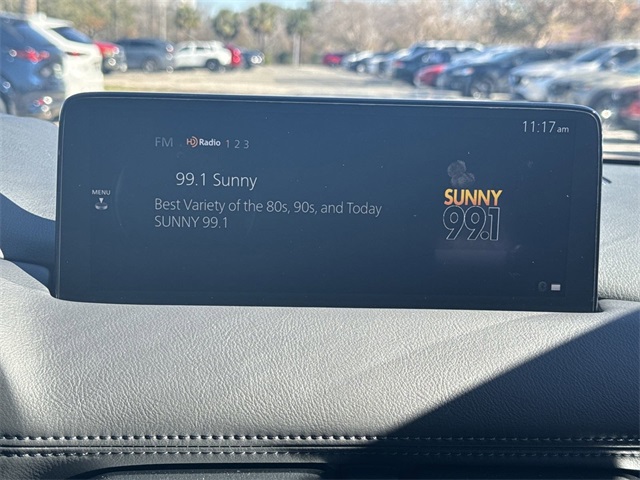 11:17 am
FM HD Radio 1 2 3
99.1 Sunny
MENU
Best Variety of the 80s, 90s, and Today
SUNNY 99.1
SUNNY
99.1